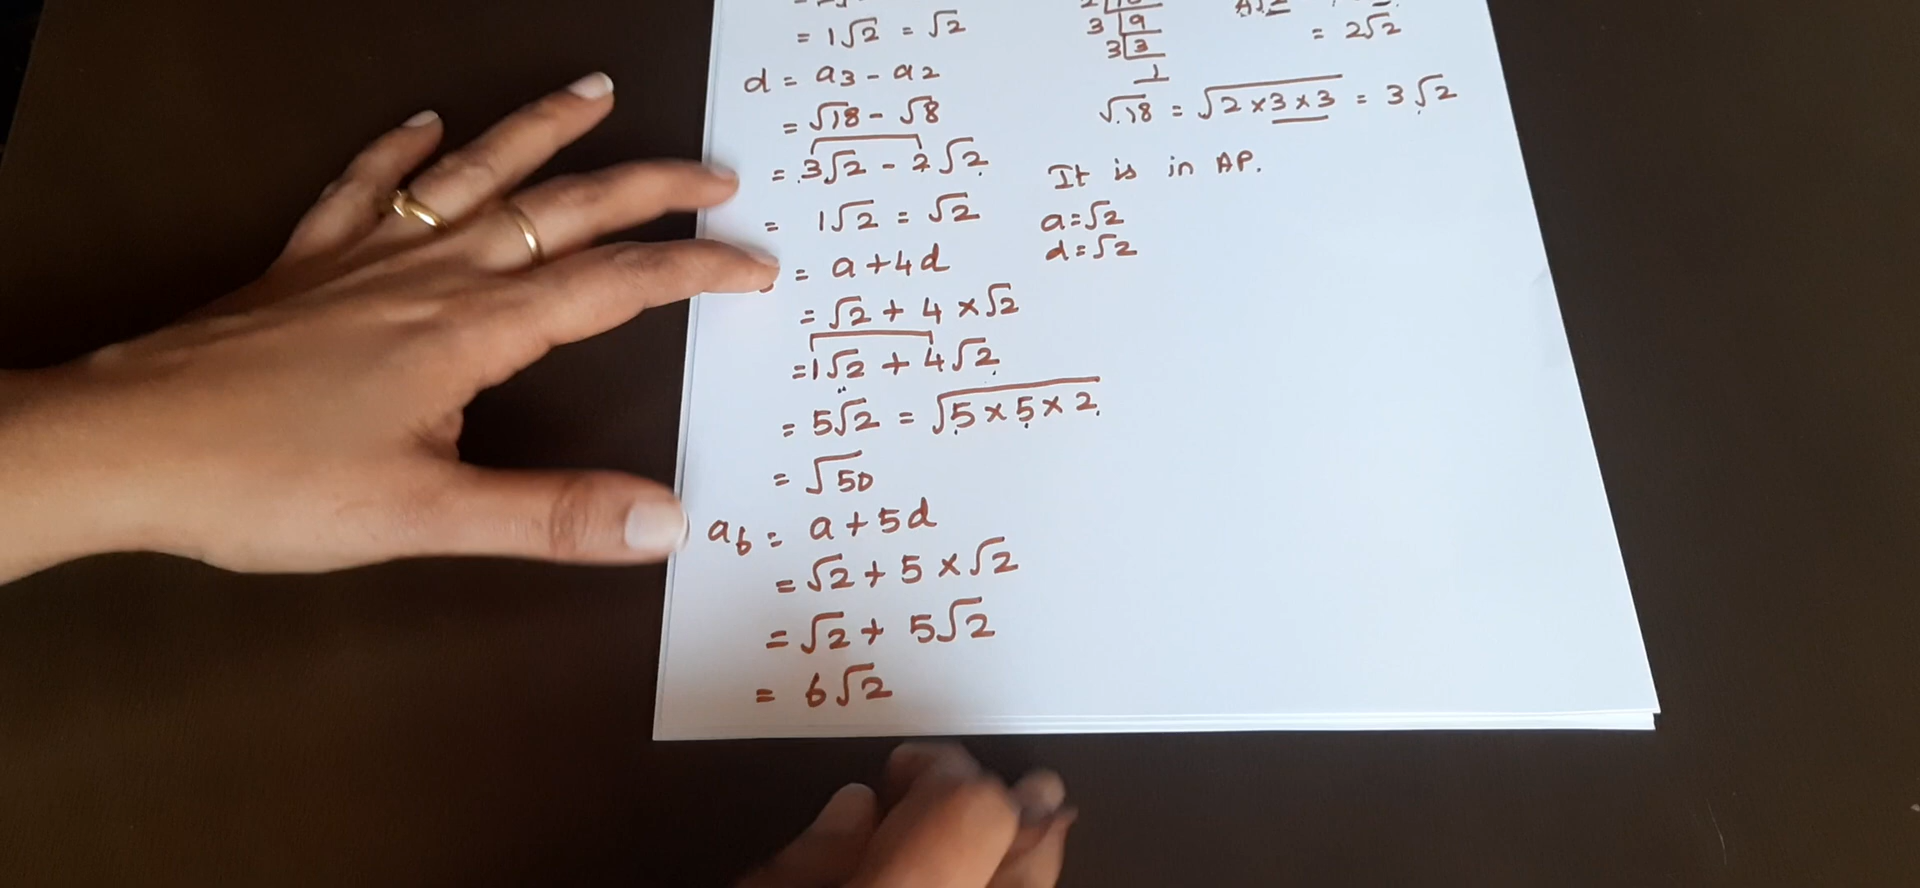 = 1√2 = √2
d = a3 - a2
= √18 - √8
= 3√2 - 2√2
= 1√2 = √2
= a + 4d
= √2 + 4 × √2
= 1√2 + 4√2
= 5√2 = √5 × 5 × 2
= √50
a6 = a + 5d
= √2 + 5 × √2
= √2 + 5√2
= 6√2
3 9
3 3
1
= 2√2
√18 = √2 × 3 × 3 = 3√2
It is in AP.
a = √2
d = √2